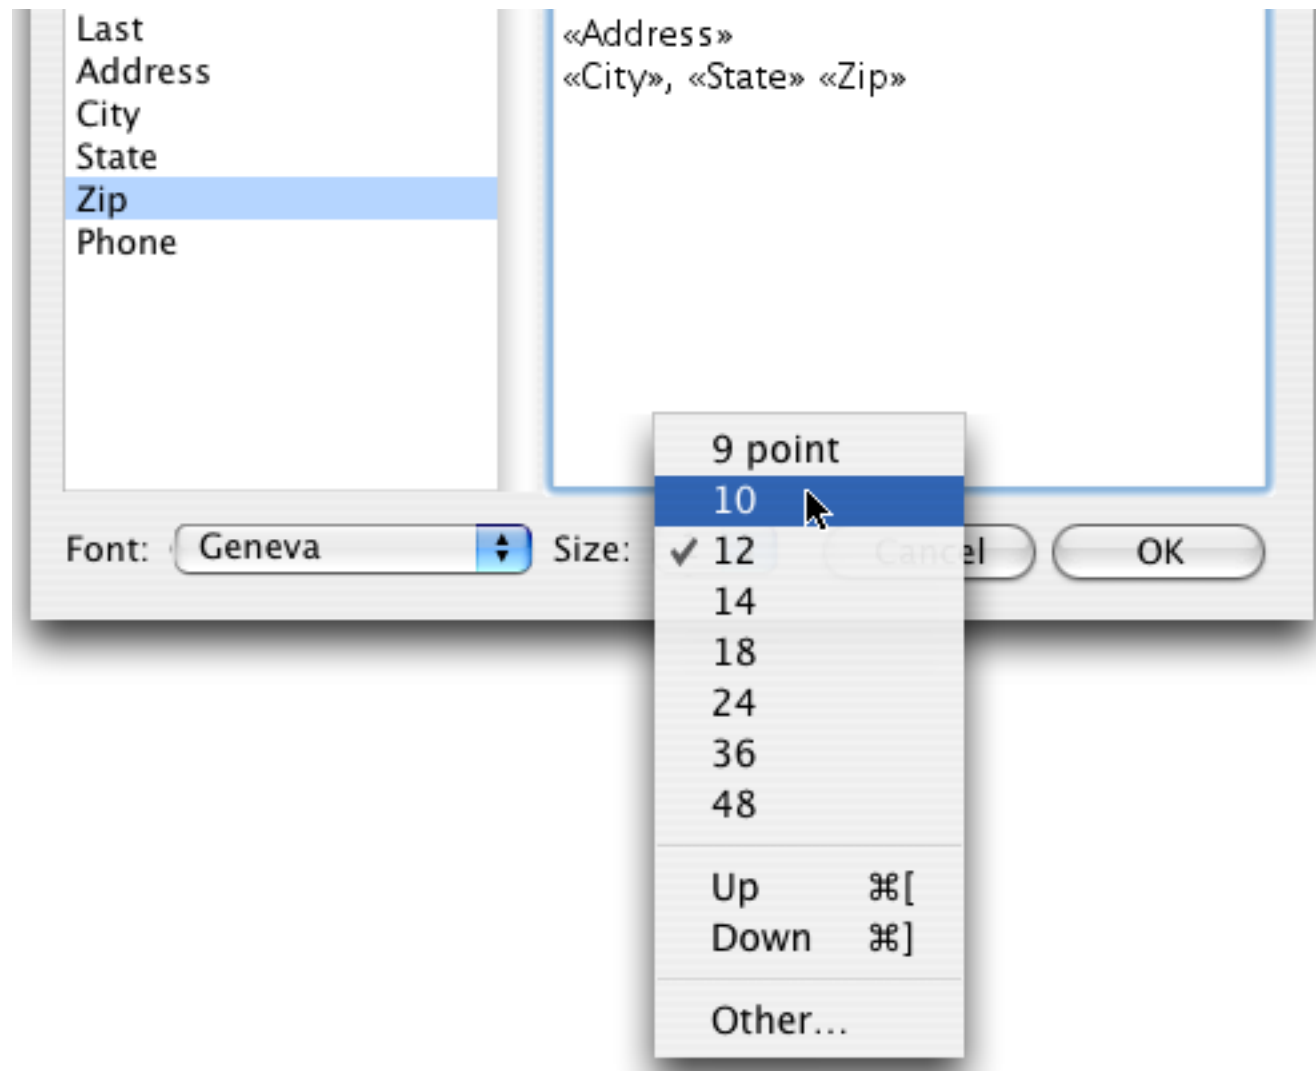 Last
Address
City
State
Zip
Phone
«Address»
«City», «State» «Zip»
Font: Geneva Size: Cancel OK
9 point
10
✓ 12
14
18
24
36
48
Up ⌘[
Down ⌘]
Other...